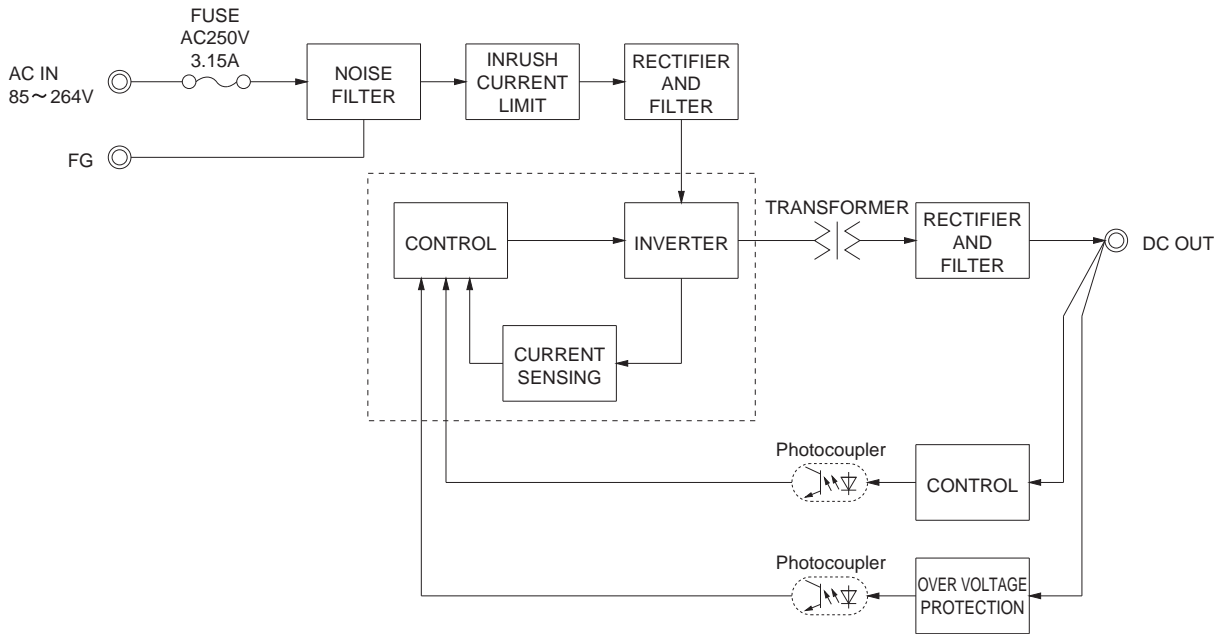 FUSE
AC250V
3.15A
AC IN
85～264V
FG
NOISE
FILTER
INRUSH
CURRENT
LIMIT
RECTIFIER
AND
FILTER
CONTROL
INVERTER
TRANSFORMER
RECTIFIER
AND
FILTER
DC OUT
CURRENT
SENSING
Photocoupler
CONTROL
Photocoupler
OVER VOLTAGE
PROTECTION